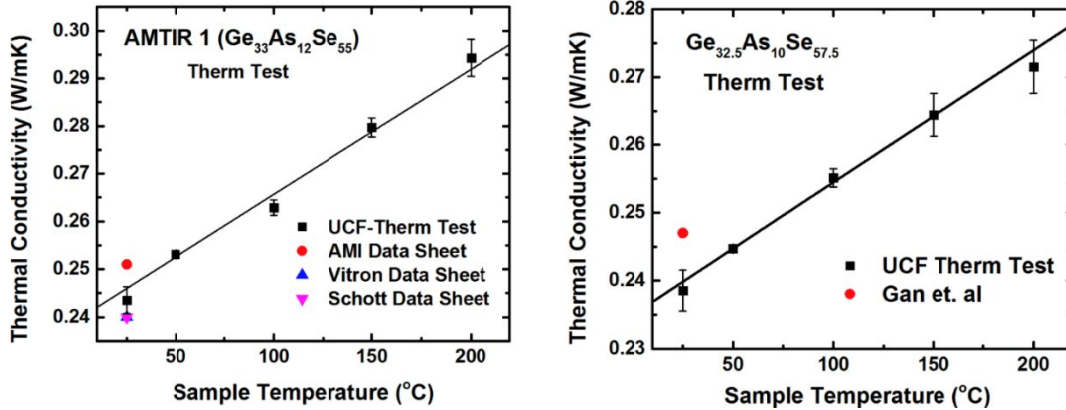 AMTIR 1 (Ge33As12Se55)
Therm Test
Thermal Conductivity (W/mK)
0.30
0.29
0.28
0.27
0.26
0.25
0.24
UCF-Therm Test
AMI Data Sheet
Vitron Data Sheet
Schott Data Sheet
50
100
150
200
Sample Temperature (°C)
Ge32.5As10Se57.5
Therm Test
Thermal Conductivity (W/mK)
0.28
0.27
0.26
0.25
0.24
0.23
UCF Therm Test
Gan et. al
50
100
150
200
Sample Temperature (°C)